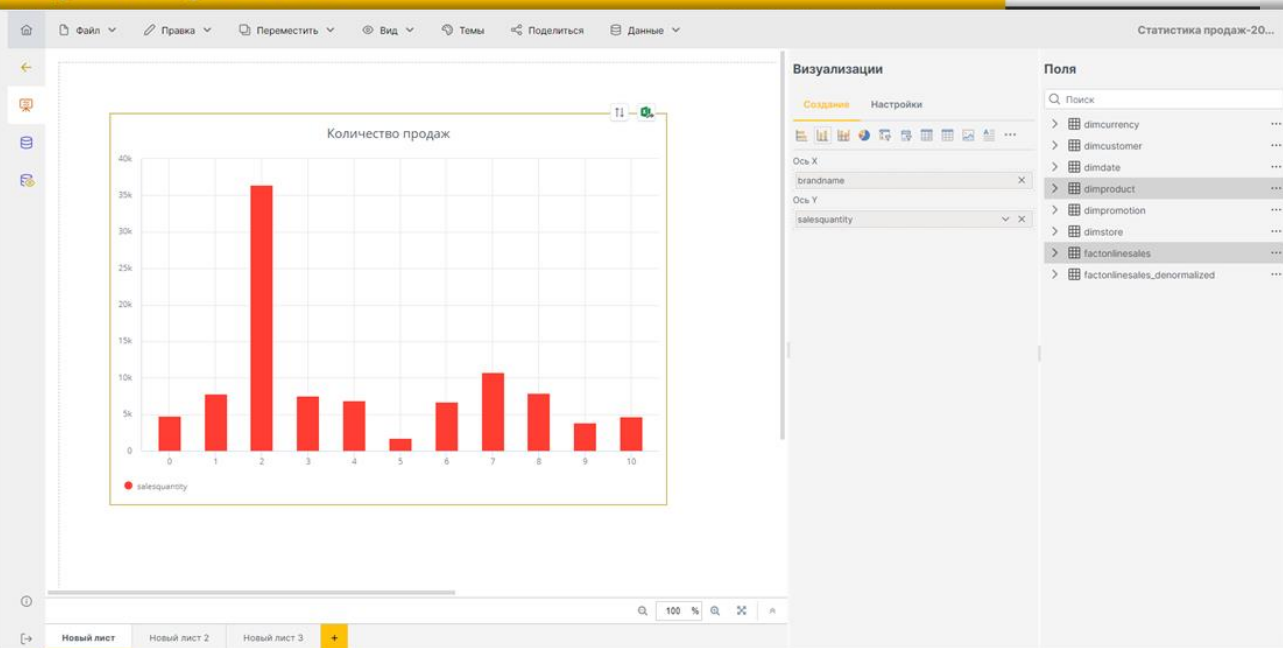 Файл Правка Переместить Вид Темы Поделиться Данные Статистика продаж-20...
Количество продаж
40k
35k
30k
25k
20k
15k
10k
5k
0
0 1 2 3 4 5 6 7 8 9 10
salesquantity
100 %
Новый лист Новый лист 2 Новый лист 3 +
Визуализации
Создание Настройки
Ось X
brandname
Ось Y
salesquantity
Поля
Поиск
dimcurrency
dimcustomer
dimdate
dimproduct
dimpromotion
dimstore
factonlinesales
factonlinesales_denormalized